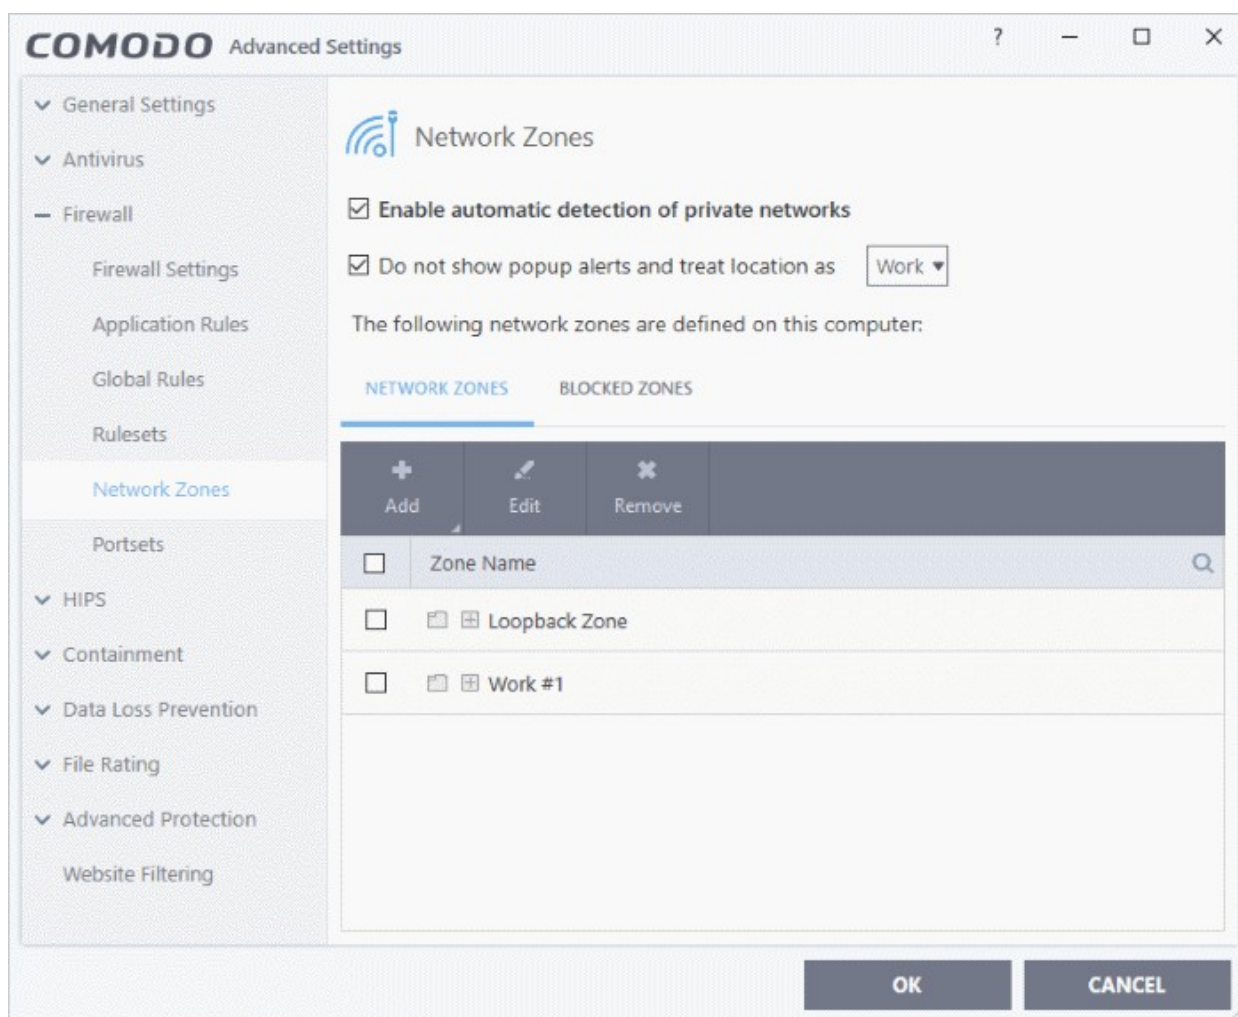 COMODO Advanced Settings ?
General Settings
Antivirus
Firewall
Firewall Settings
Application Rules
Global Rules
Rulesets
Network Zones
Portsets
HIPS
Containment
Data Loss Prevention
File Rating
Advanced Protection
Website Filtering
Network Zones
Enable automatic detection of private networks
Do not show popup alerts and treat location as Work
The following network zones are defined on this computer:
NETWORK ZONES BLOCKED ZONES
Add Edit Remove
Zone Name
Loopback Zone
Work #1
OK CANCEL